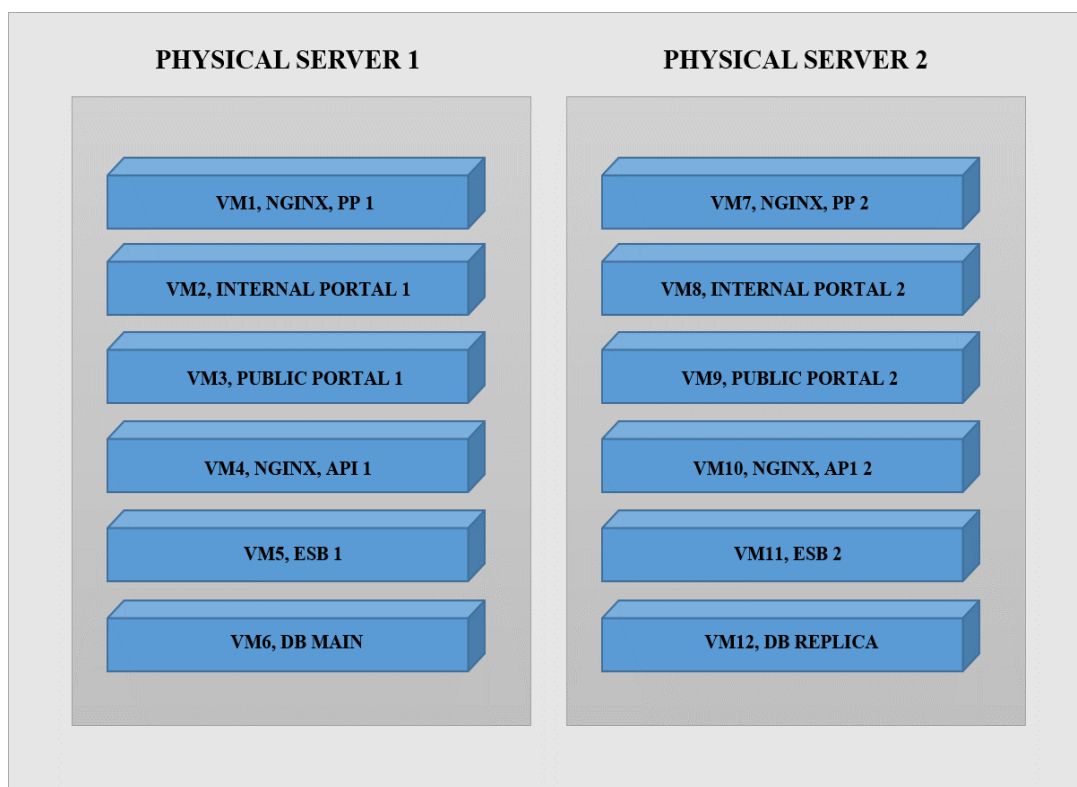 PHYSICAL SERVER 1
VM1, NGINX, PP 1
VM2, INTERNAL PORTAL 1
VM3, PUBLIC PORTAL 1
VM4, NGINX, API 1
VM5, ESB 1
VM6, DB MAIN
PHYSICAL SERVER 2
VM7, NGINX, PP 2
VM8, INTERNAL PORTAL 2
VM9, PUBLIC PORTAL 2
VM10, NGINX, AP1 2
VM11, ESB 2
VM12, DB REPLICA